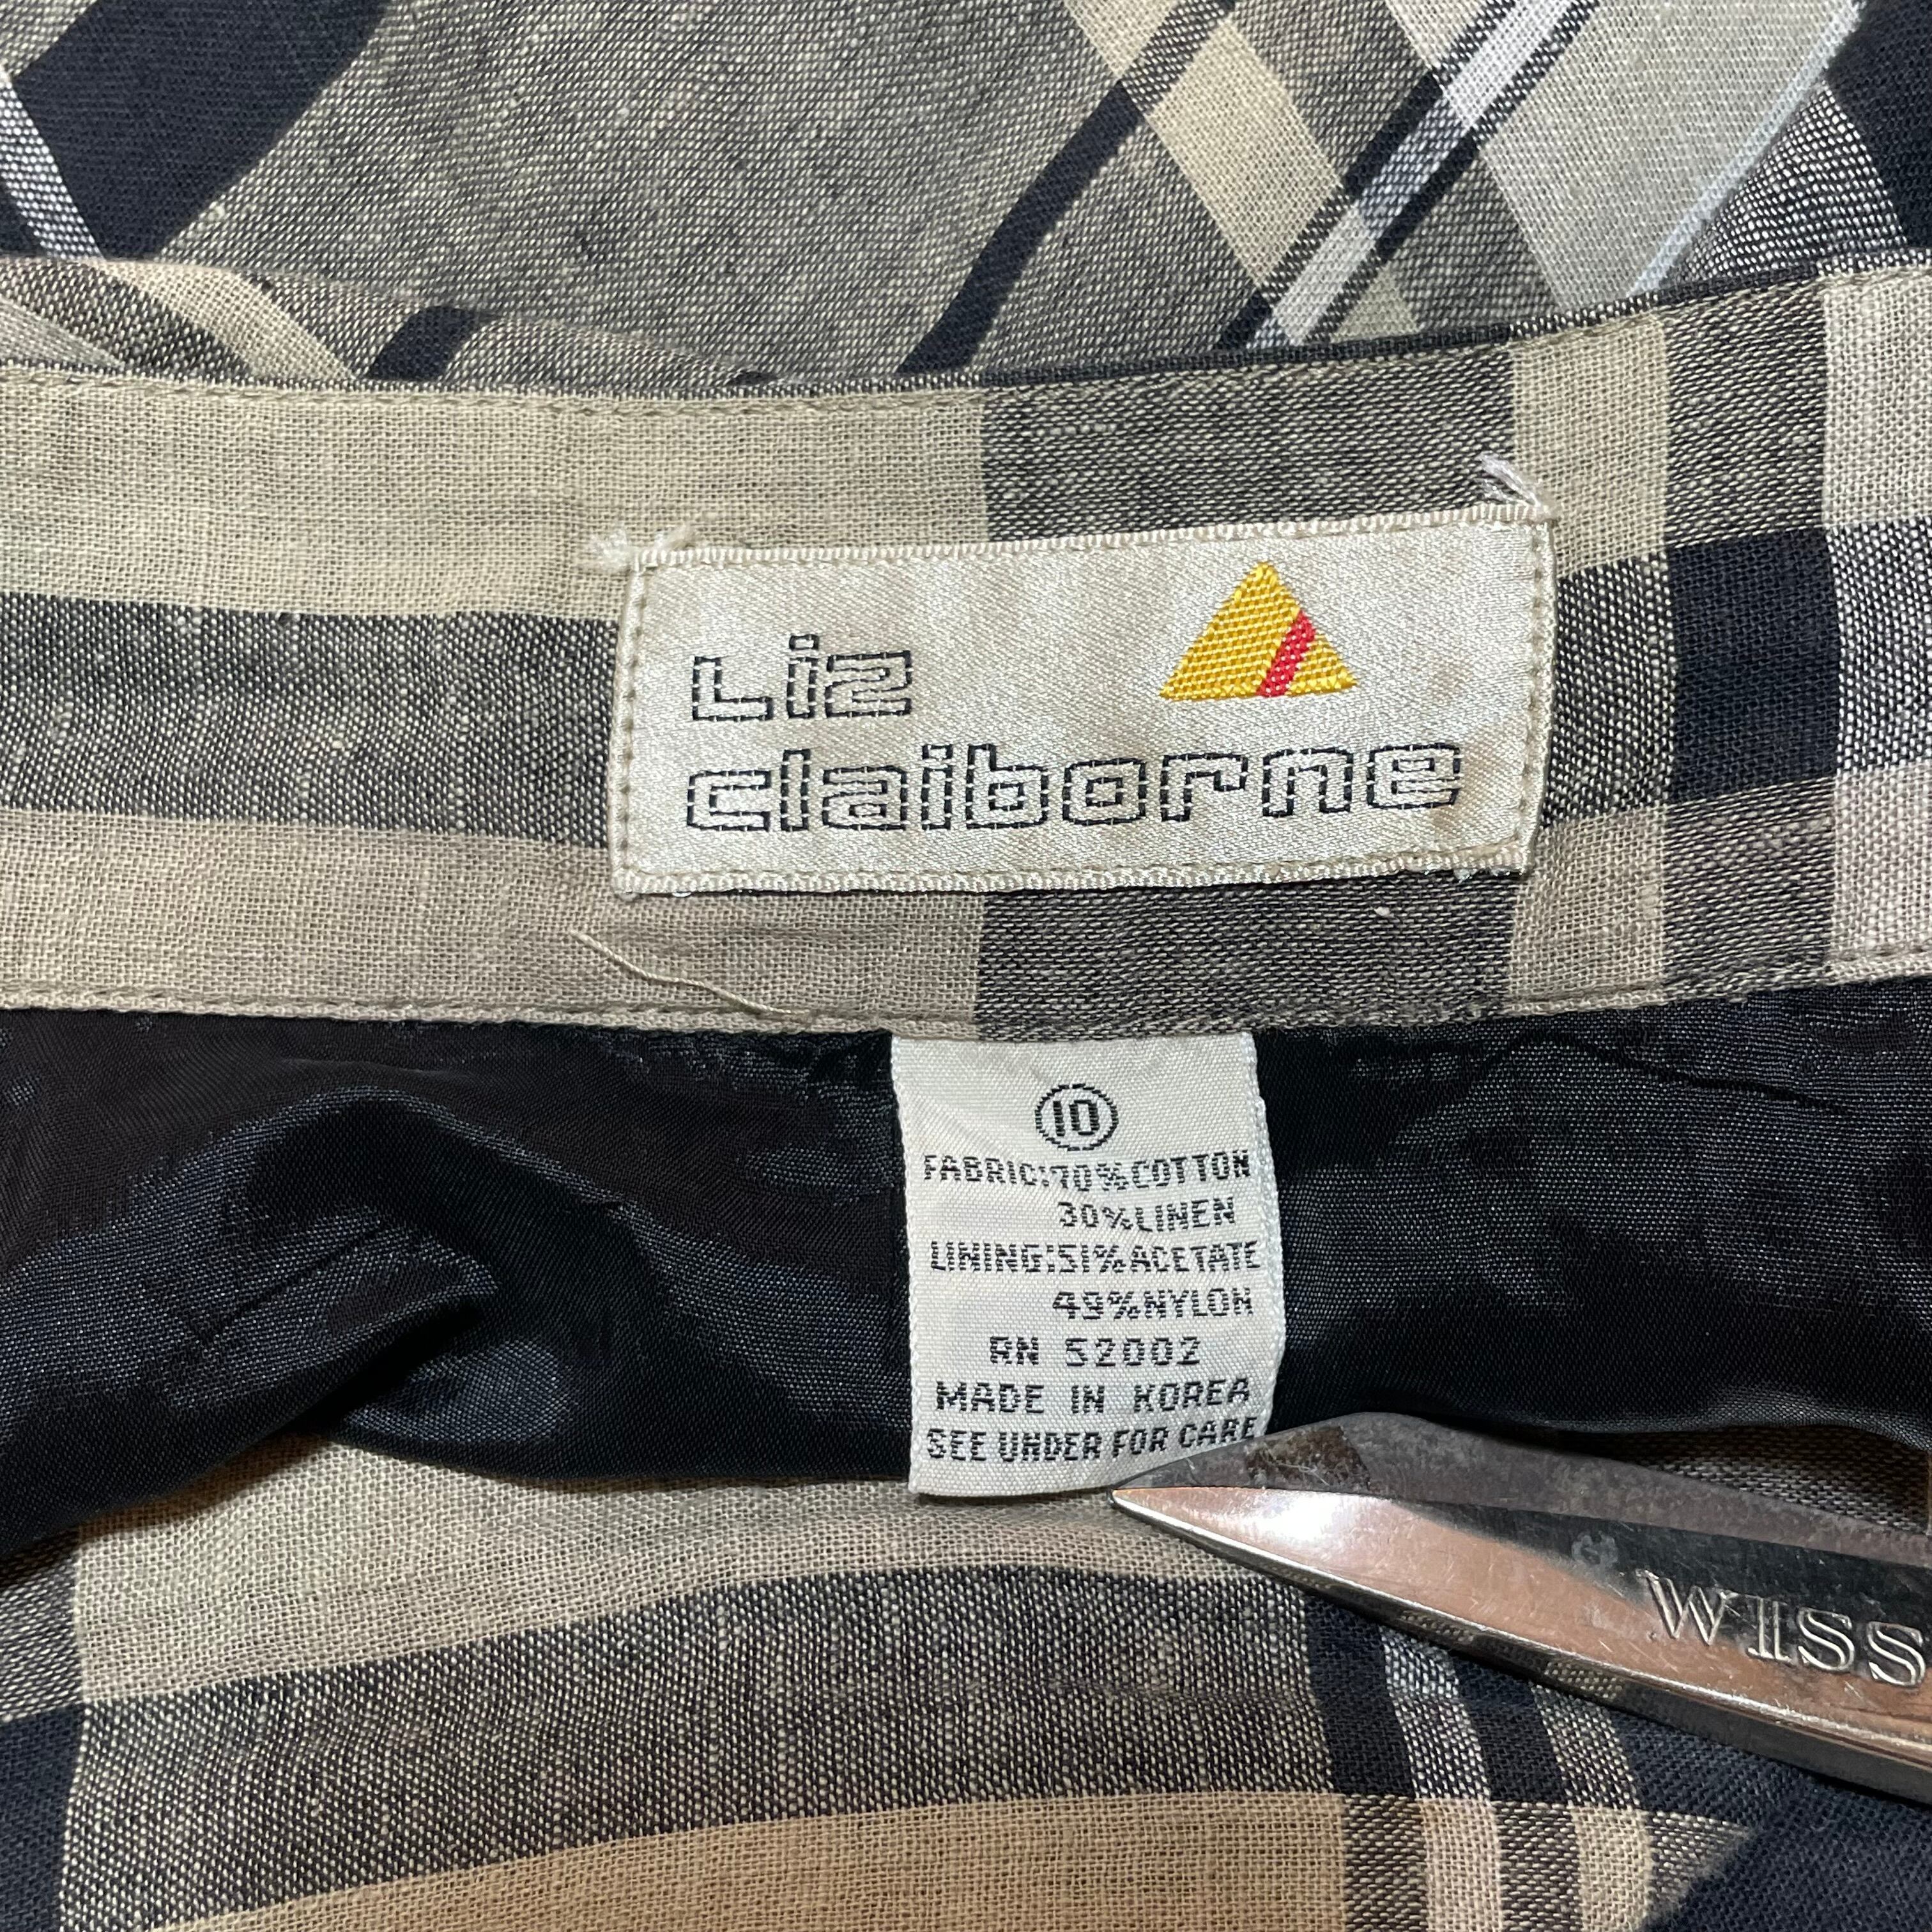 Liz
claiborne
10
FABRIC:70%COTTON
30%LINEN
LINING:51%ACETATE
49%NYLON
RN 52002
MADE IN KOREA
SEE UNDER FOR CARE
WISS